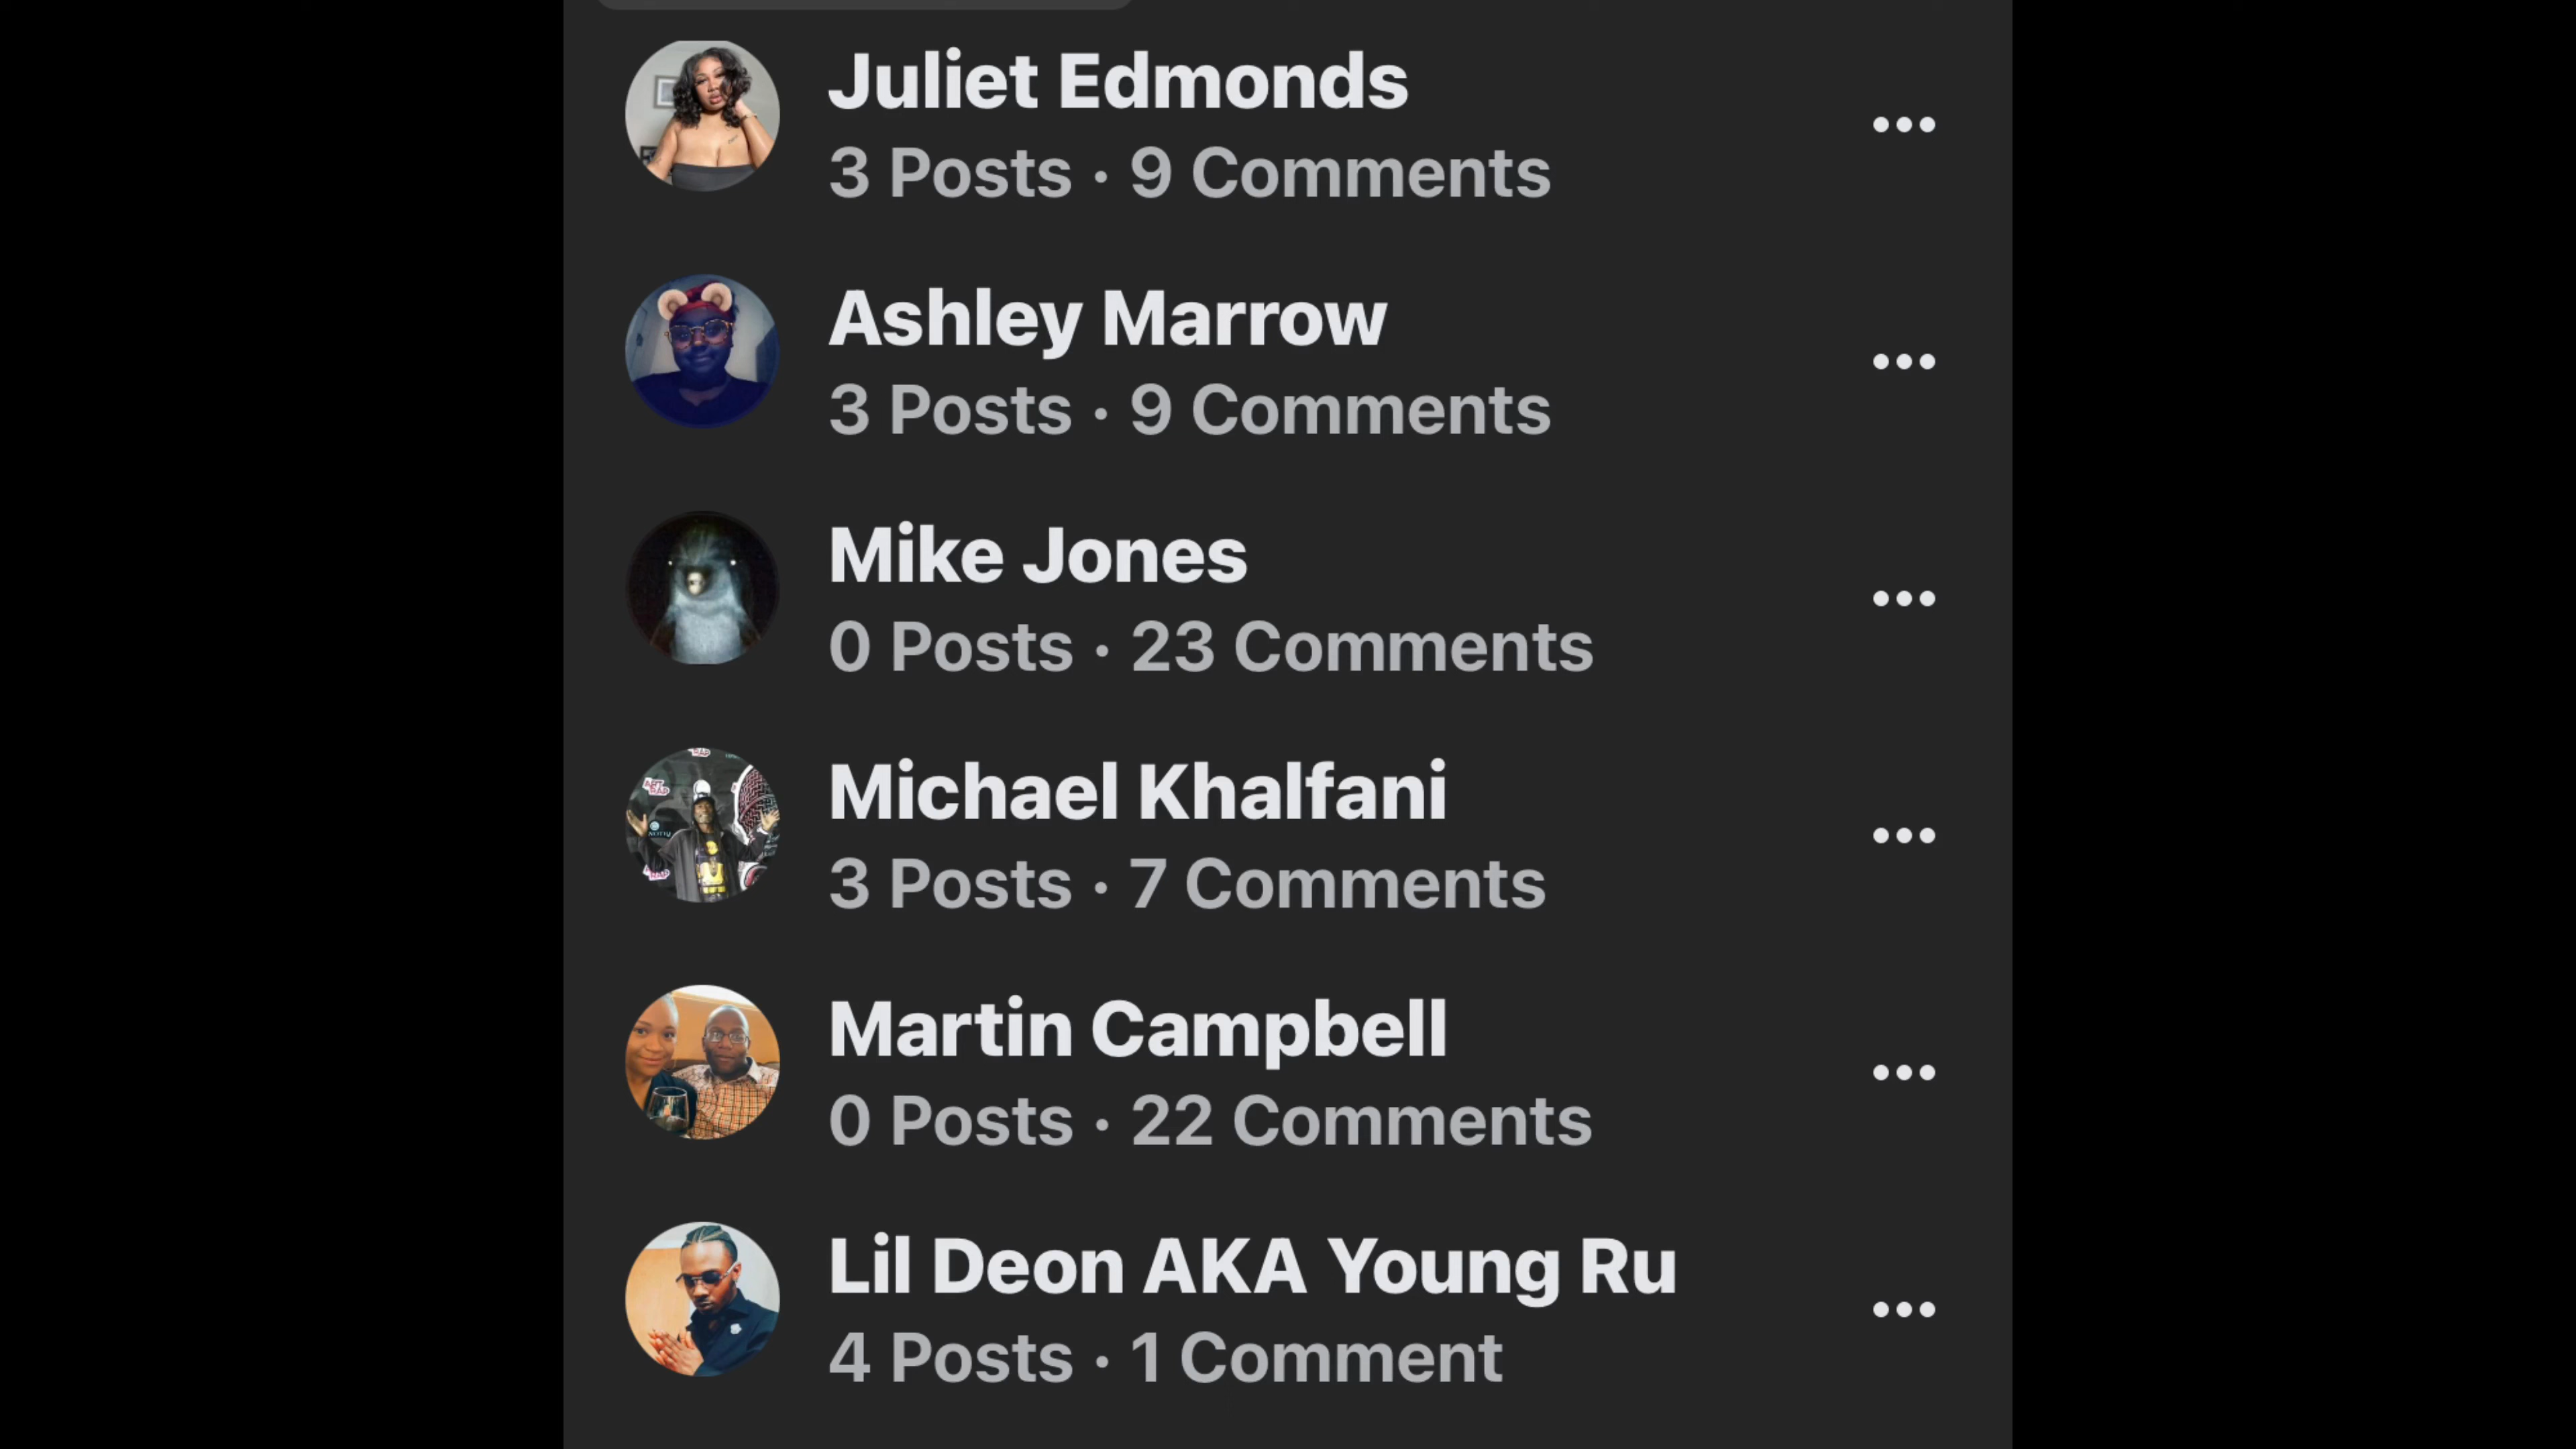 Juliet Edmonds
3 Posts · 9 Comments
Ashley Marrow
3 Posts · 9 Comments
Mike Jones
0 Posts · 23 Comments
Michael Khalfani
3 Posts · 7 Comments
Martin Campbell
0 Posts · 22 Comments
Lil Deon AKA Young Ru
4 Posts · 1 Comment